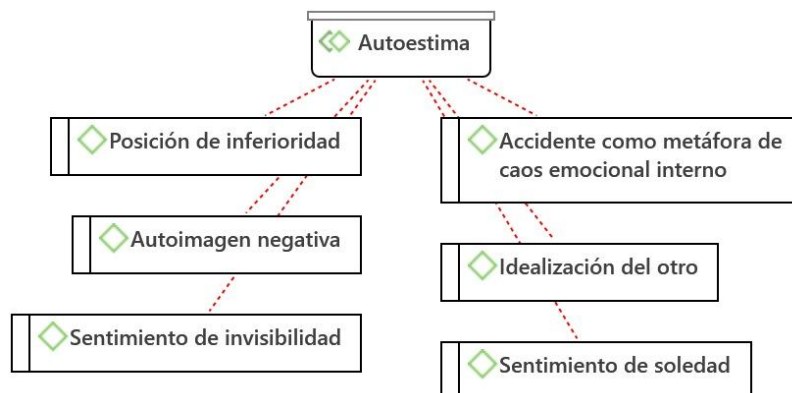 Autoestima
Posición de inferioridad
Accidente como metáfora de
caos emocional interno
Autoimagen negativa
Idealización del otro
Sentimiento de invisibilidad
Sentimiento de soledad